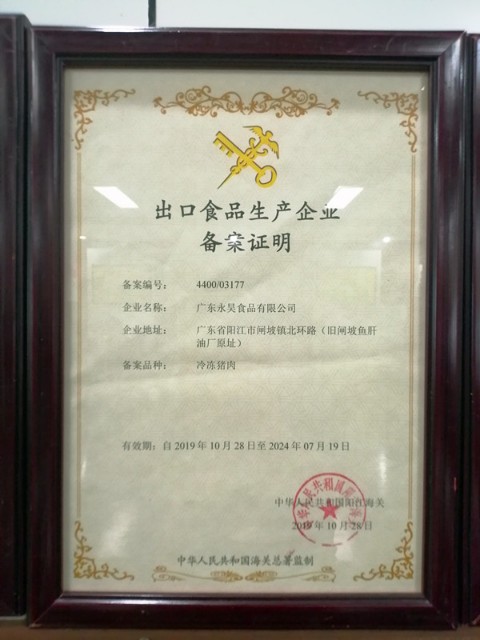 出口食品生产企业
备案证明
备案编号: 4400/03177
企业名称: 广东永昊食品有限公司
企业地址: 广东省阳江市闸坡镇北环路（旧闸坡鱼肝
油厂原址）
备案品种: 冷冻猪肉
有效期: 自 2019 年 10 月 28 日至 2024 年 07 月 19 日
中华人民共和国阳江海关
2019 年 10 月 28 日
中华人民共和国海关总署监制